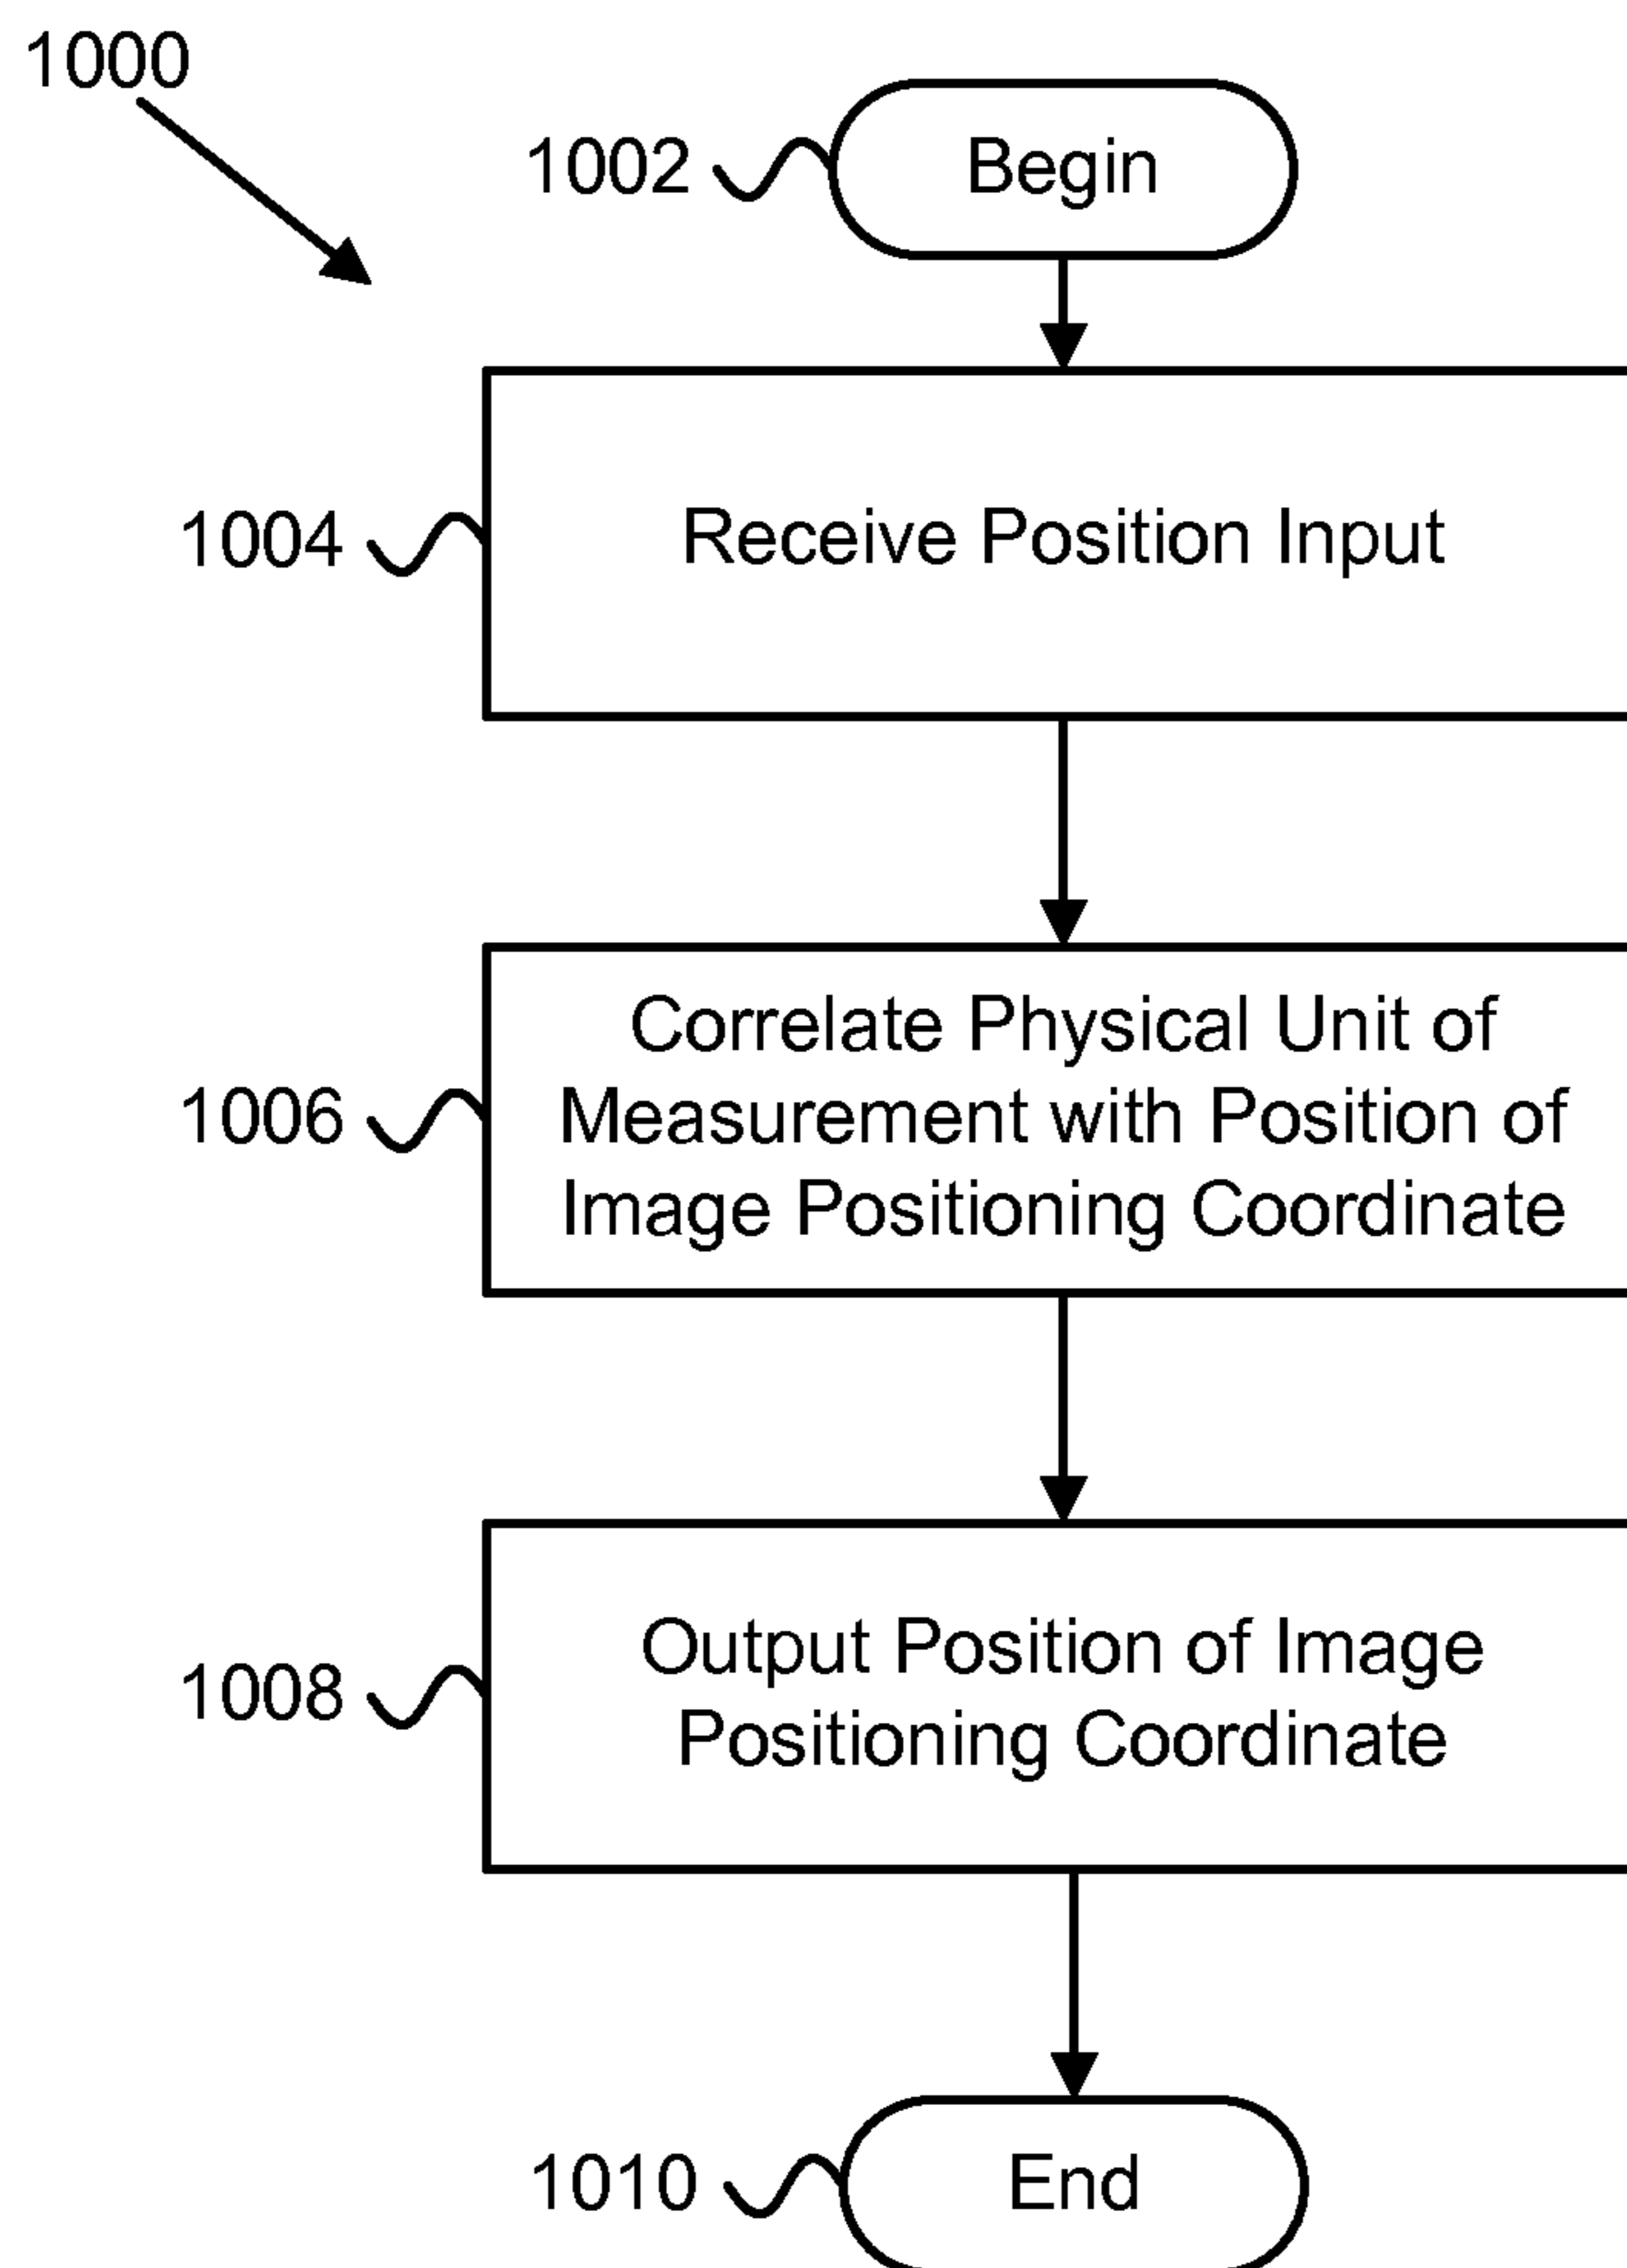 1000
1002
Begin
1004
Receive Position Input
1006
Correlate Physical Unit of
Measurement with Position of
Image Positioning Coordinate
1008
Output Position of Image
Positioning Coordinate
1010
End